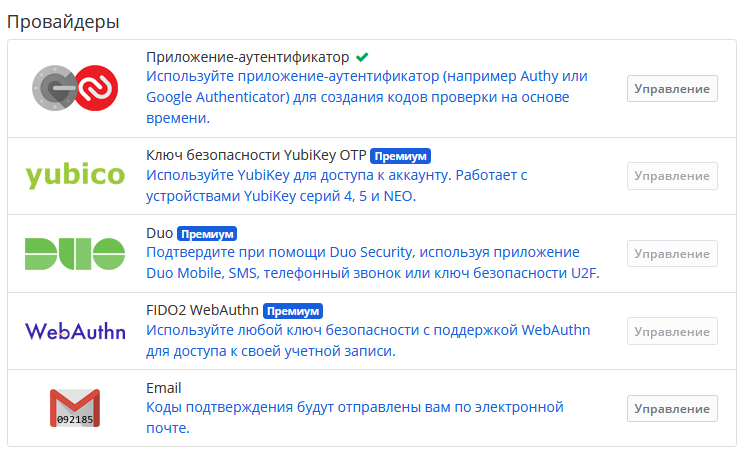 Провайдеры
Приложение-аутентификатор
Используйте приложение-аутентификатор (например Authy или
Google Authenticator) для создания кодов проверки на основе
времени.
Управление
yubico
Ключ безопасности YubiKey OTP Премиум
Используйте YubiKey для доступа к аккаунту. Работает с
устройствами YubiKey серий 4, 5 и NEO.
Управление
DUO
Duo Премиум
Подтвердите при помощи Duo Security, используя приложение
Duo Mobile, SMS, телефонный звонок или ключ безопасности U2F.
Управление
WebAuthn
FIDO2 WebAuthn Премиум
Используйте любой ключ безопасности с поддержкой WebAuthn
для доступа к своей учетной записи.
Управление
092185
Email
Коды подтверждения будут отправлены вам по электронной
почте.
Управление